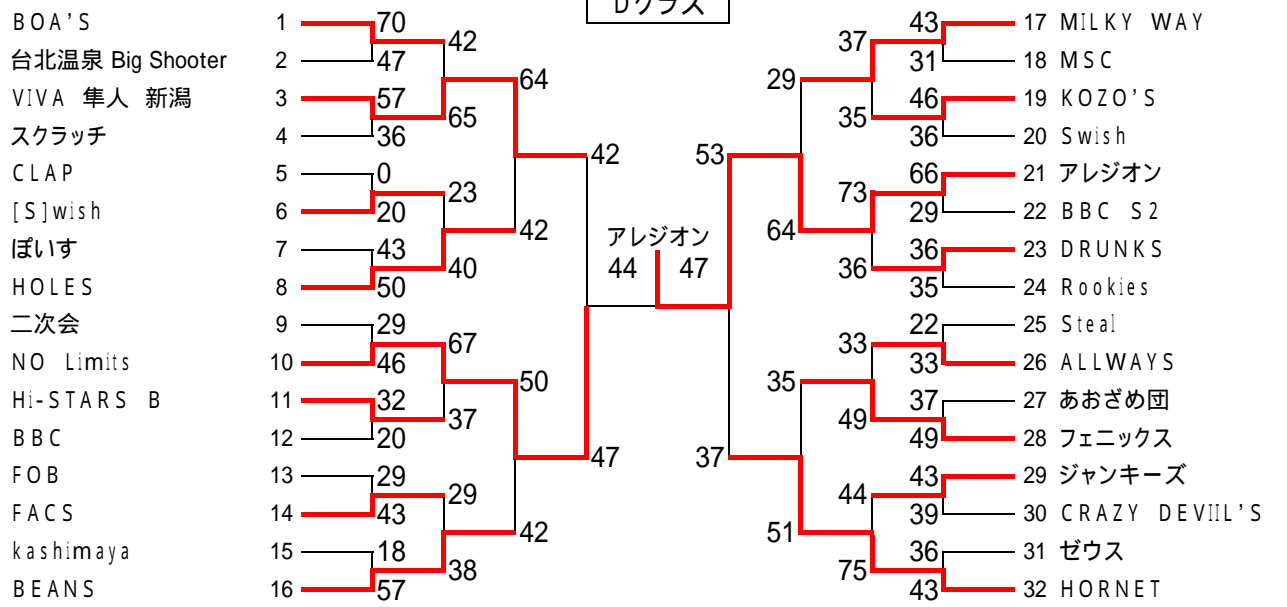 Dクラス
BOA'S 1 70
42
台北温泉 Big Shooter 2 47
64
VIVA 隼人 新潟 3 57
65
スクラッチ 4 36
42
CLAP 5 0
23
[S]wish 6 20
42
ぽいす 7 43
40
HOLES 8 50
二次会 9 29
67
NO Limits 10 46
50
Hi-STARS B 11 32
37
BBC 12 20
47
FOB 13 29
29
FACS 14 43
42
kashimaya 15 18
38
BEANS 16 57
アレジオン
44 47
43 17 MILKY WAY
37
31 18 MSC
29
46 19 KOZO'S
35
36 20 Swish
53
66 21 アレジオン
73
29 22 BBC S2
64
36 23 DRUNKS
36
35 24 Rookies
22 25 Steal
33
33 26 ALLWAYS
35
37 27 あおざめ団
49
49 28 フェニックス
37
43 29 ジャンキーズ
44
39 30 CRAZY DEVIIL'S
51
36 31 ゼウス
75
43 32 HORNET